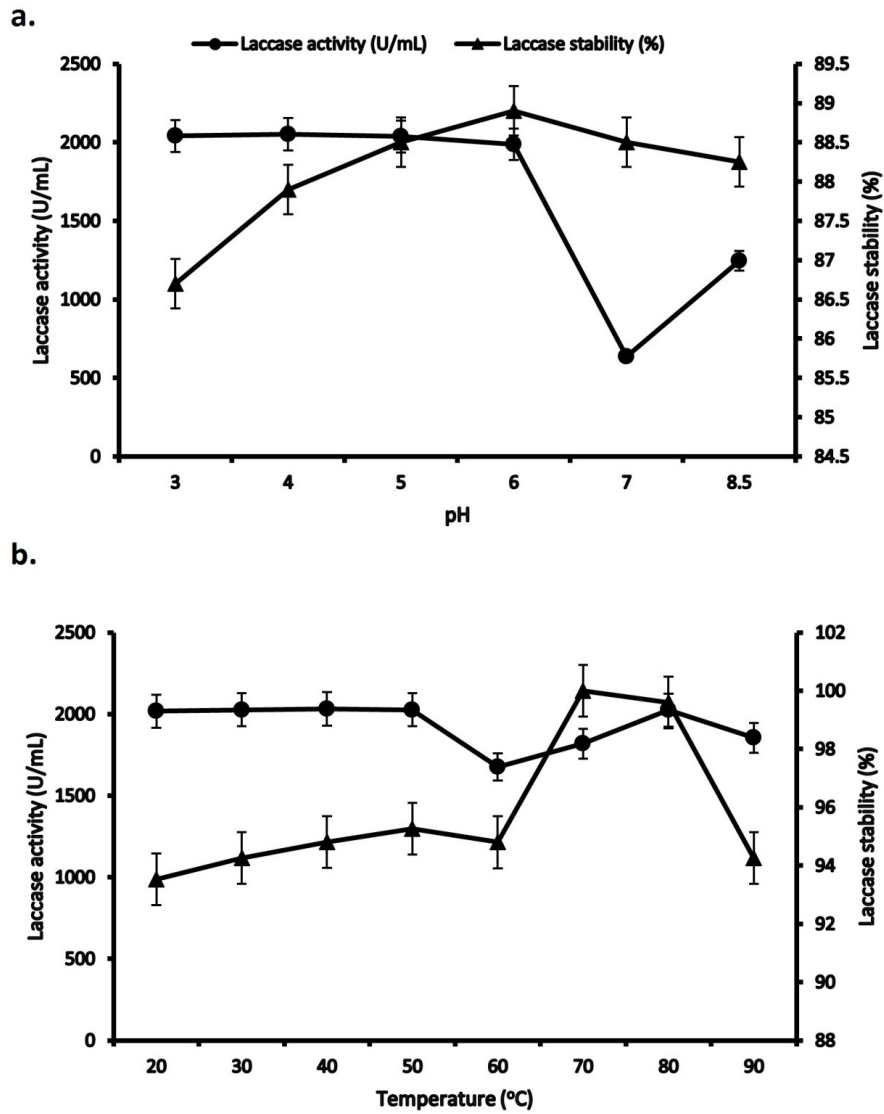 a.
Laccase activity (U/mL) Laccase stability (%)
2500 89.5
89
2000 88.5
88
1500 87.5
1000 87
86.5
86
500 85.5
85
0 84.5
3 4 5 6 7 8.5
pH
Laccase activity (U/mL)
Laccase stability (%)
b.
2500 102
2000 100
98
1500 96
1000 94
92
500 90
0 88
20 30 40 50 60 70 80 90
Temperature (ºC)
Laccase activity (U/mL)
Laccase stability (%)